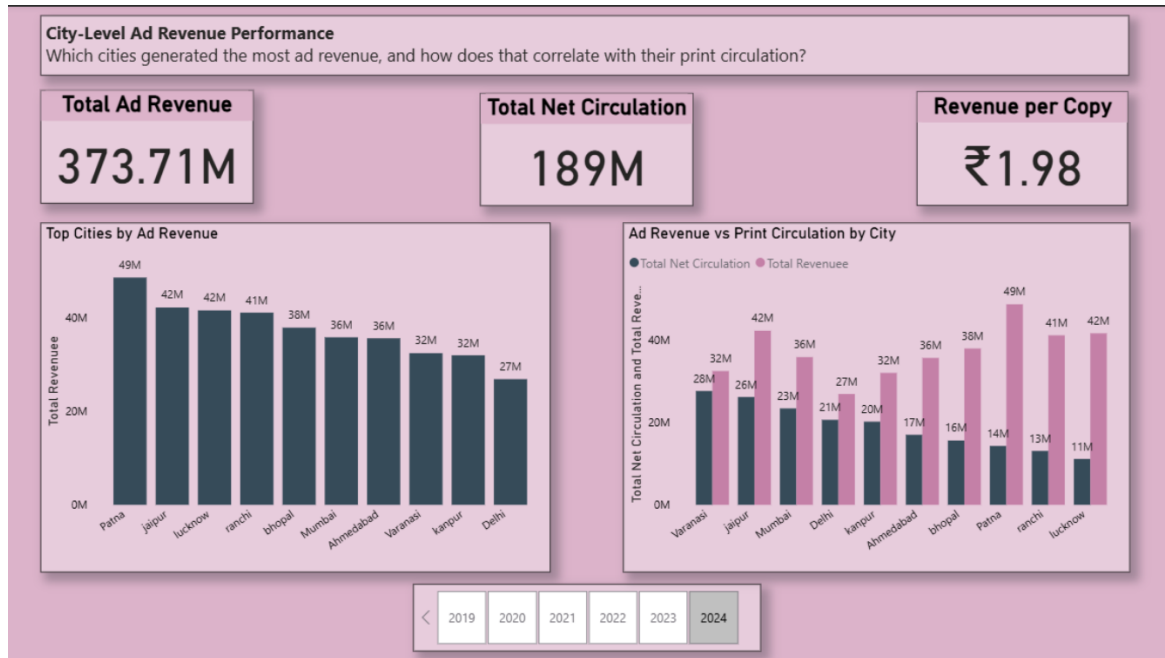 City-Level Ad Revenue Performance
Which cities generated the most ad revenue, and how does that correlate with their print circulation?
Total Ad Revenue
373.71M
Total Net Circulation
189M
Revenue per Copy
₹1.98
Top Cities by Ad Revenue
Total Revenuee
40M
20M
0M
49M
42M
42M
41M
38M
36M
36M
32M
32M
27M
Patna
jaipur
lucknow
ranchi
bhopal
Mumbai
Ahmedabad
Varanasi
kanpur
Delhi
Ad Revenue vs Print Circulation by City
Total Net Circulation Total Revenuee
Total Net Circulation and Total Reve...
40M
20M
0M
28M
32M
26M
42M
23M
36M
21M
27M
20M
32M
17M
36M
16M
38M
14M
49M
13M
41M
11M
42M
Varanasi
jaipur
Mumbai
Delhi
kanpur
Ahmedabad
bhopal
Patna
ranchi
lucknow
2019 2020 2021 2022 2023 2024